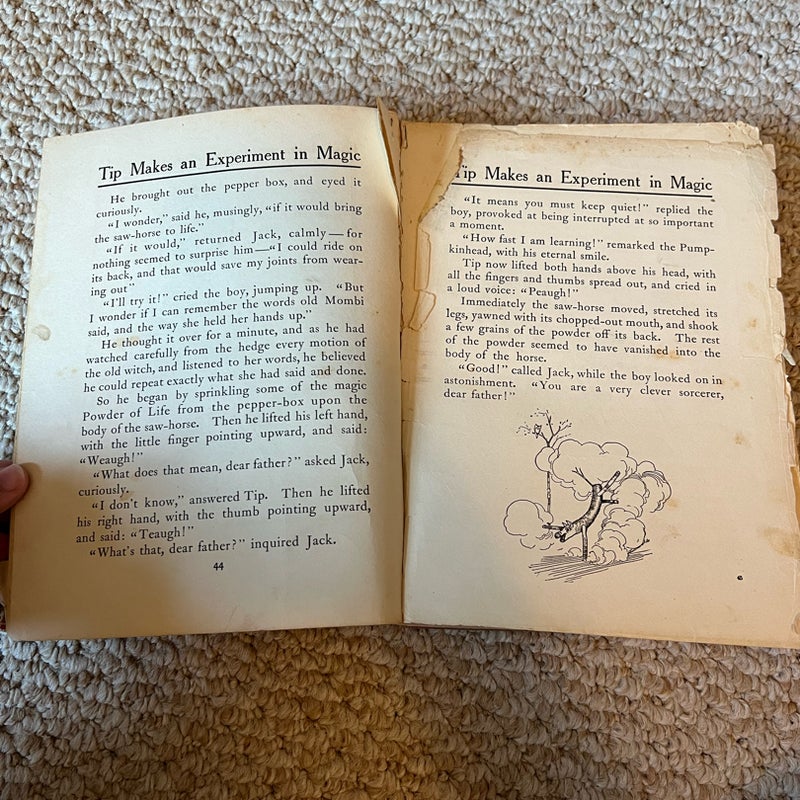 Tip Makes an Experiment in Magic
He brought out the pepper box, and eyed it
curiously.
"I wonder," said he, musingly, "if it would bring
the saw-horse to life."
"If it would," returned Jack, calmly—for
nothing seemed to surprise him—"I could ride on
its back, and that would save my joints from wear-
ing out"
"I'll try it!" cried the boy, jumping up. "But
I wonder if I can remember the words old Mombi
said, and the way she held her hands up."
He thought it over for a minute, and as he had
watched carefully from the hedge every motion of
the old witch, and listened to her words, he believed
he could repeat exactly what she had said and done.
So he began by sprinkling some of the magic
Powder of Life from the pepper-box upon the
body of the saw-horse. Then he lifted his left hand,
with the little finger pointing upward, and said:
"Weaugh!"
"What does that mean, dear father?" asked Jack,
curiously.
"I don't know," answered Tip. Then he lifted
his right hand, with the thumb pointing upward,
and said: "Teaugh!"
"What's that, dear father?" inquired Jack.
44
Tip Makes an Experiment in Magic
"It means you must keep quiet!" replied the
boy, provoked at being interrupted at so important
a moment.
"How fast I am learning!" remarked the Pump-
kinhead, with his eternal smile.
Tip now lifted both hands above his head, with
all the fingers and thumbs spread out, and cried in
a loud voice: "Peaugh!"
Immediately the saw-horse moved, stretched its
legs, yawned with its chopped-out mouth, and shook
a few grains of the powder off its back. The rest
of the powder seemed to have vanished into the
body of the horse.
"Good!" called Jack, while the boy looked on in
astonishment. "You are a very clever sorcerer,
dear father!"